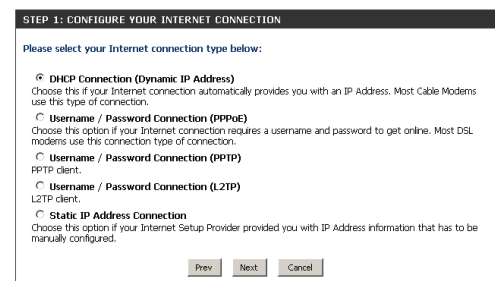 STEP 1: CONFIGURE YOUR INTERNET CONNECTION
Please select your Internet connection type below:
DHCP Connection (Dynamic IP Address)
Choose this if your Internet connection automatically provides you with an IP Address. Most Cable Modems
use this type of connection.
Username / Password Connection (PPPoE)
Choose this option if your Internet connection requires a username and password to get online. Most DSL
modems use this connection type of connection.
Username / Password Connection (PPTP)
PPTP client.
Username / Password Connection (L2TP)
L2TP client.
Static IP Address Connection
Choose this option if your Internet Setup Provider provided you with IP Address information that has to be
manually configured.
Prev Next Cancel